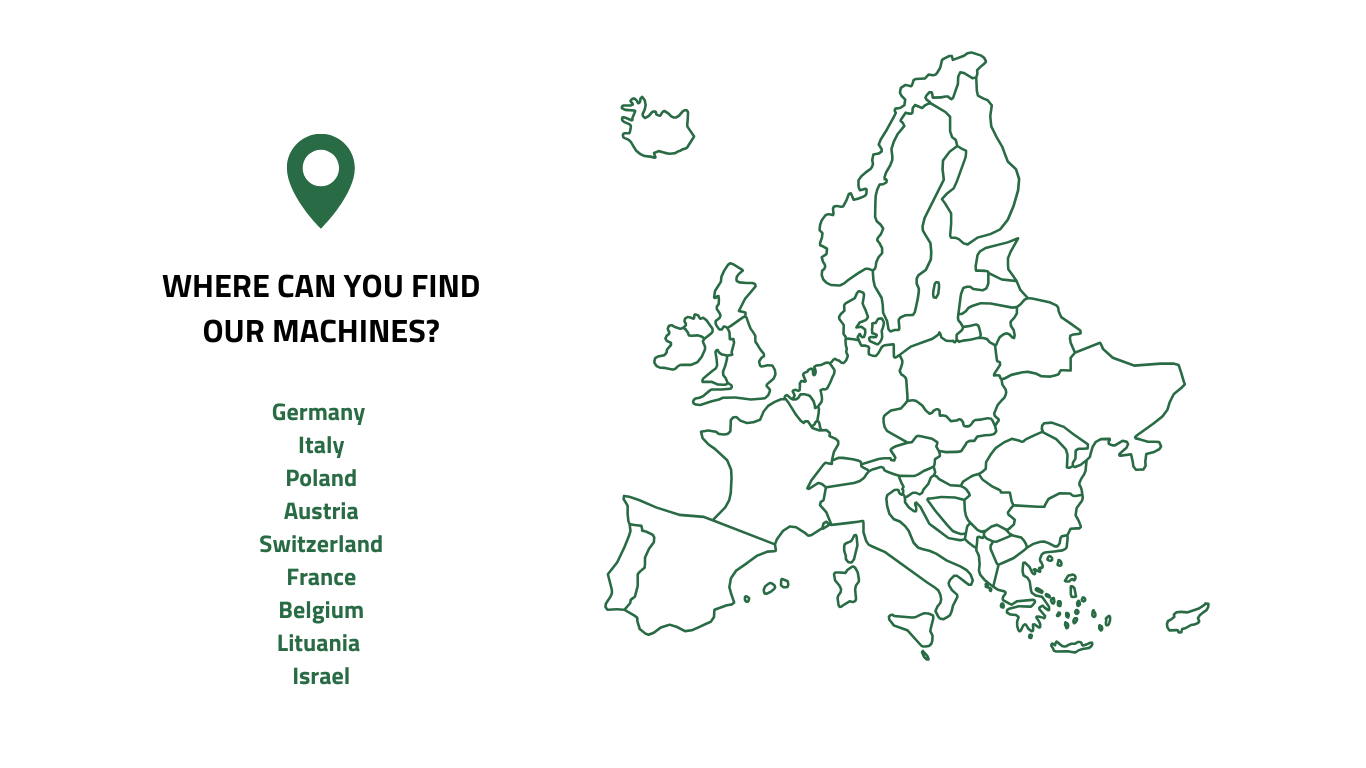 WHERE CAN YOU FIND
OUR MACHINES?
Germany
Italy
Poland
Austria
Switzerland
France
Belgium
Lituania
Israel